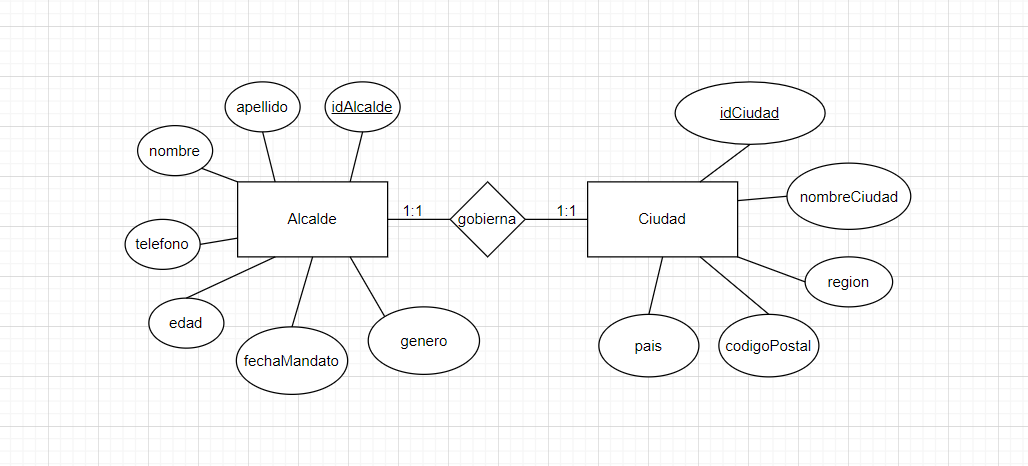 apellido
idAlcalde
idCiudad
nombre
nombreCiudad
Alcalde
1:1
gobierna
1:1
Ciudad
telefono
region
edad
fechaMandato
genero
pais
codigoPostal